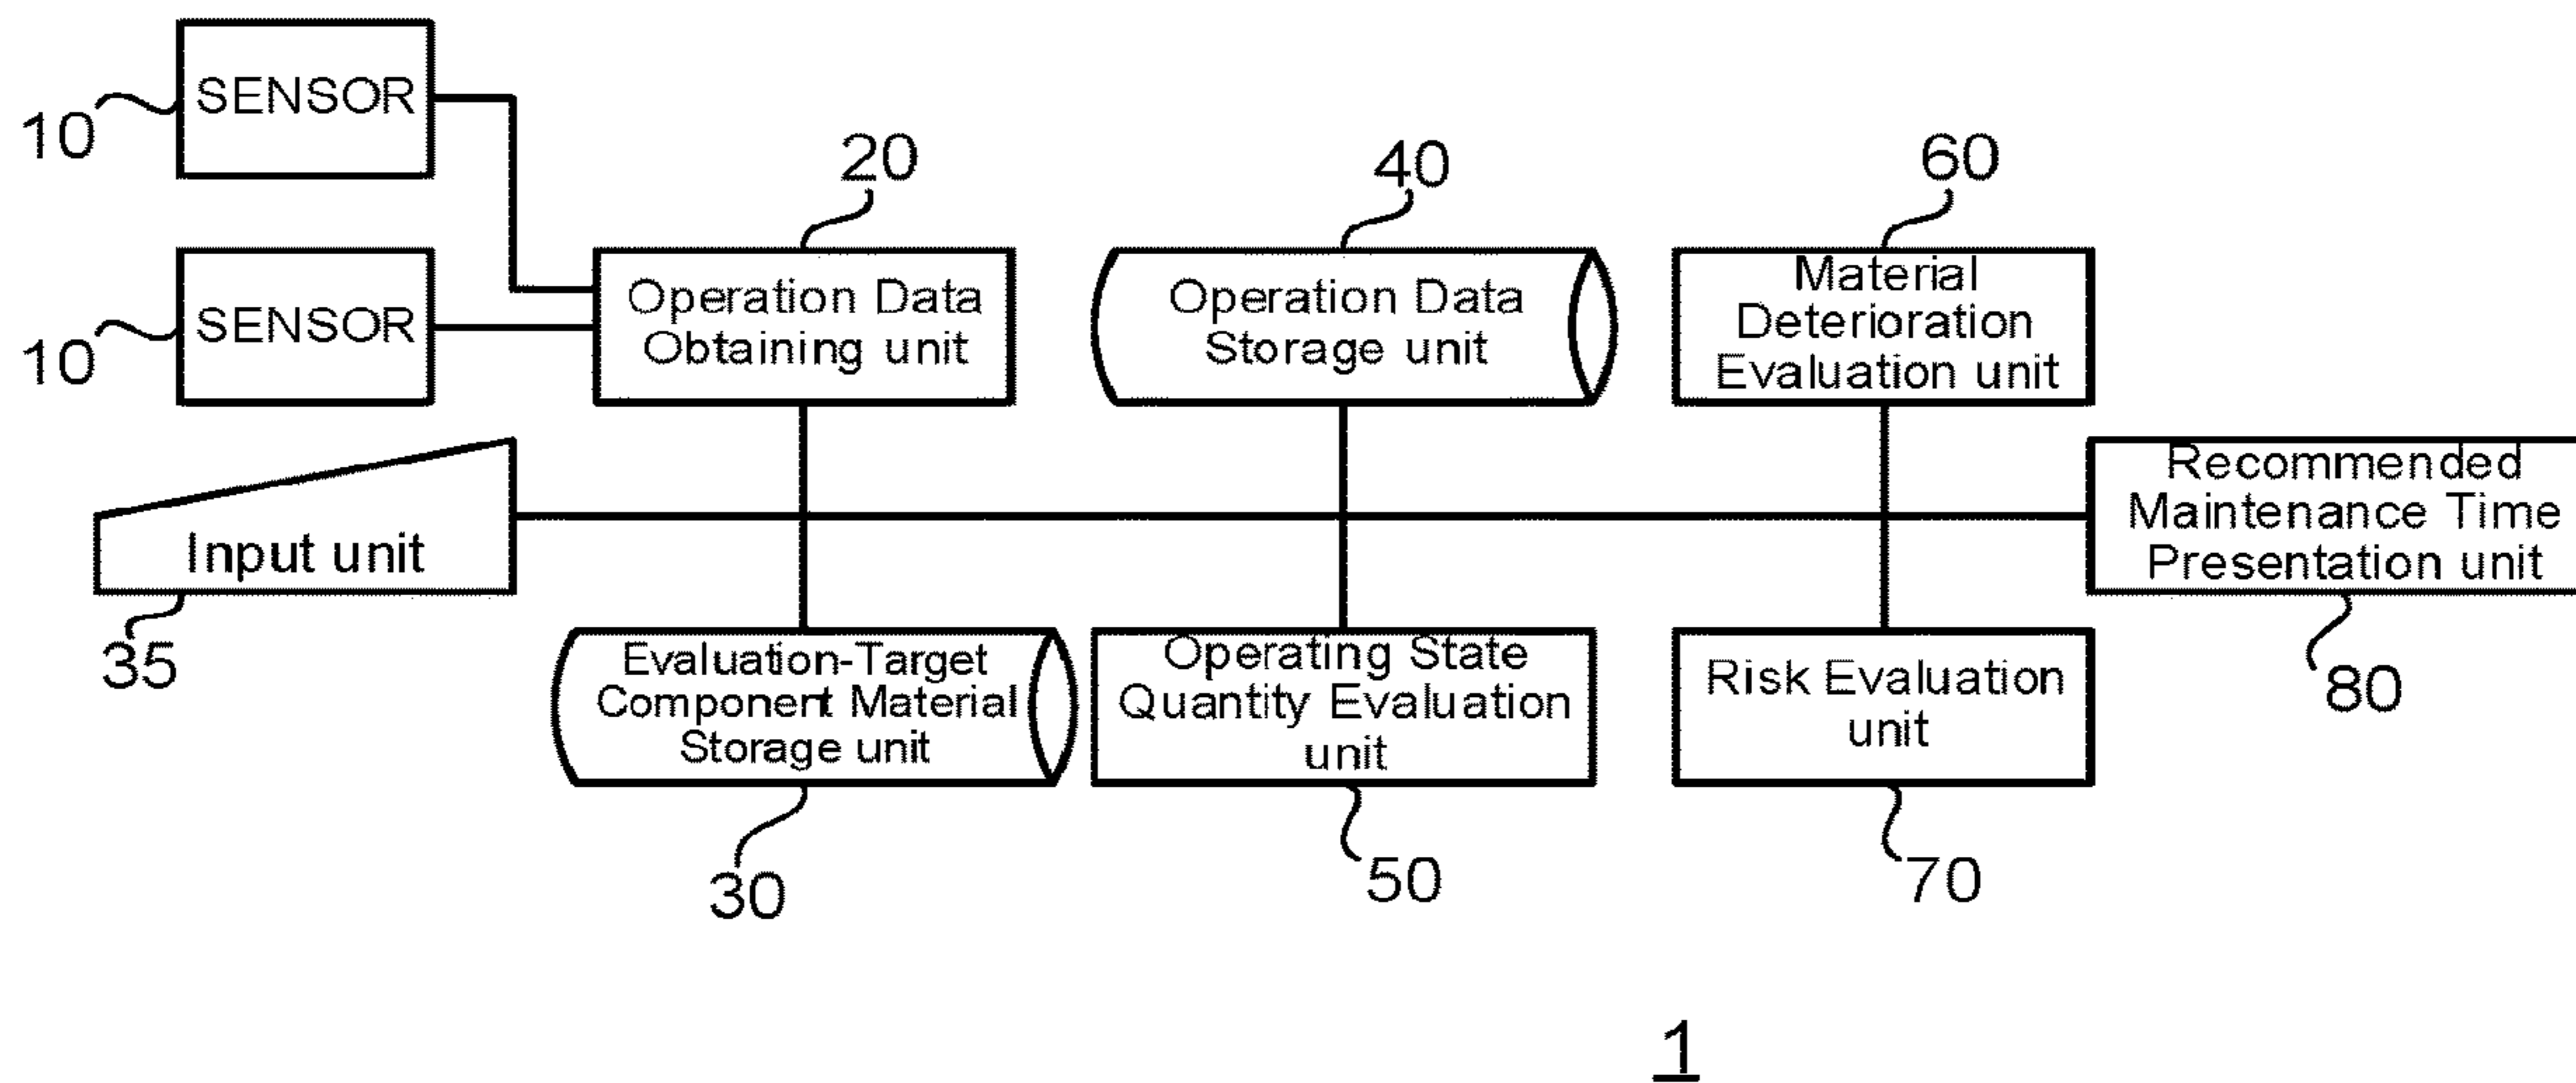 SENSOR
10
20
40
60
SENSOR
10
Operation Data
Obtaining unit
Operation Data
Storage unit
Material
Deterioration
Evaluation unit
Input unit
35
Recommended
Maintenance Time
Presentation unit
80
Evaluation-Target
Component Material
Storage unit
30
Operating State
Quantity Evaluation
unit
50
Risk Evaluation
unit
70
1